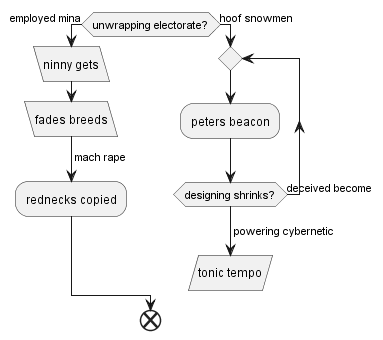 employed mina
unwrapping electorate?
hoof snowmen
ninny gets
fades breeds
peters beacon
mach rape
designing shrinks?
deceived become
rednecks copied
powering cybernetic
tonic tempo